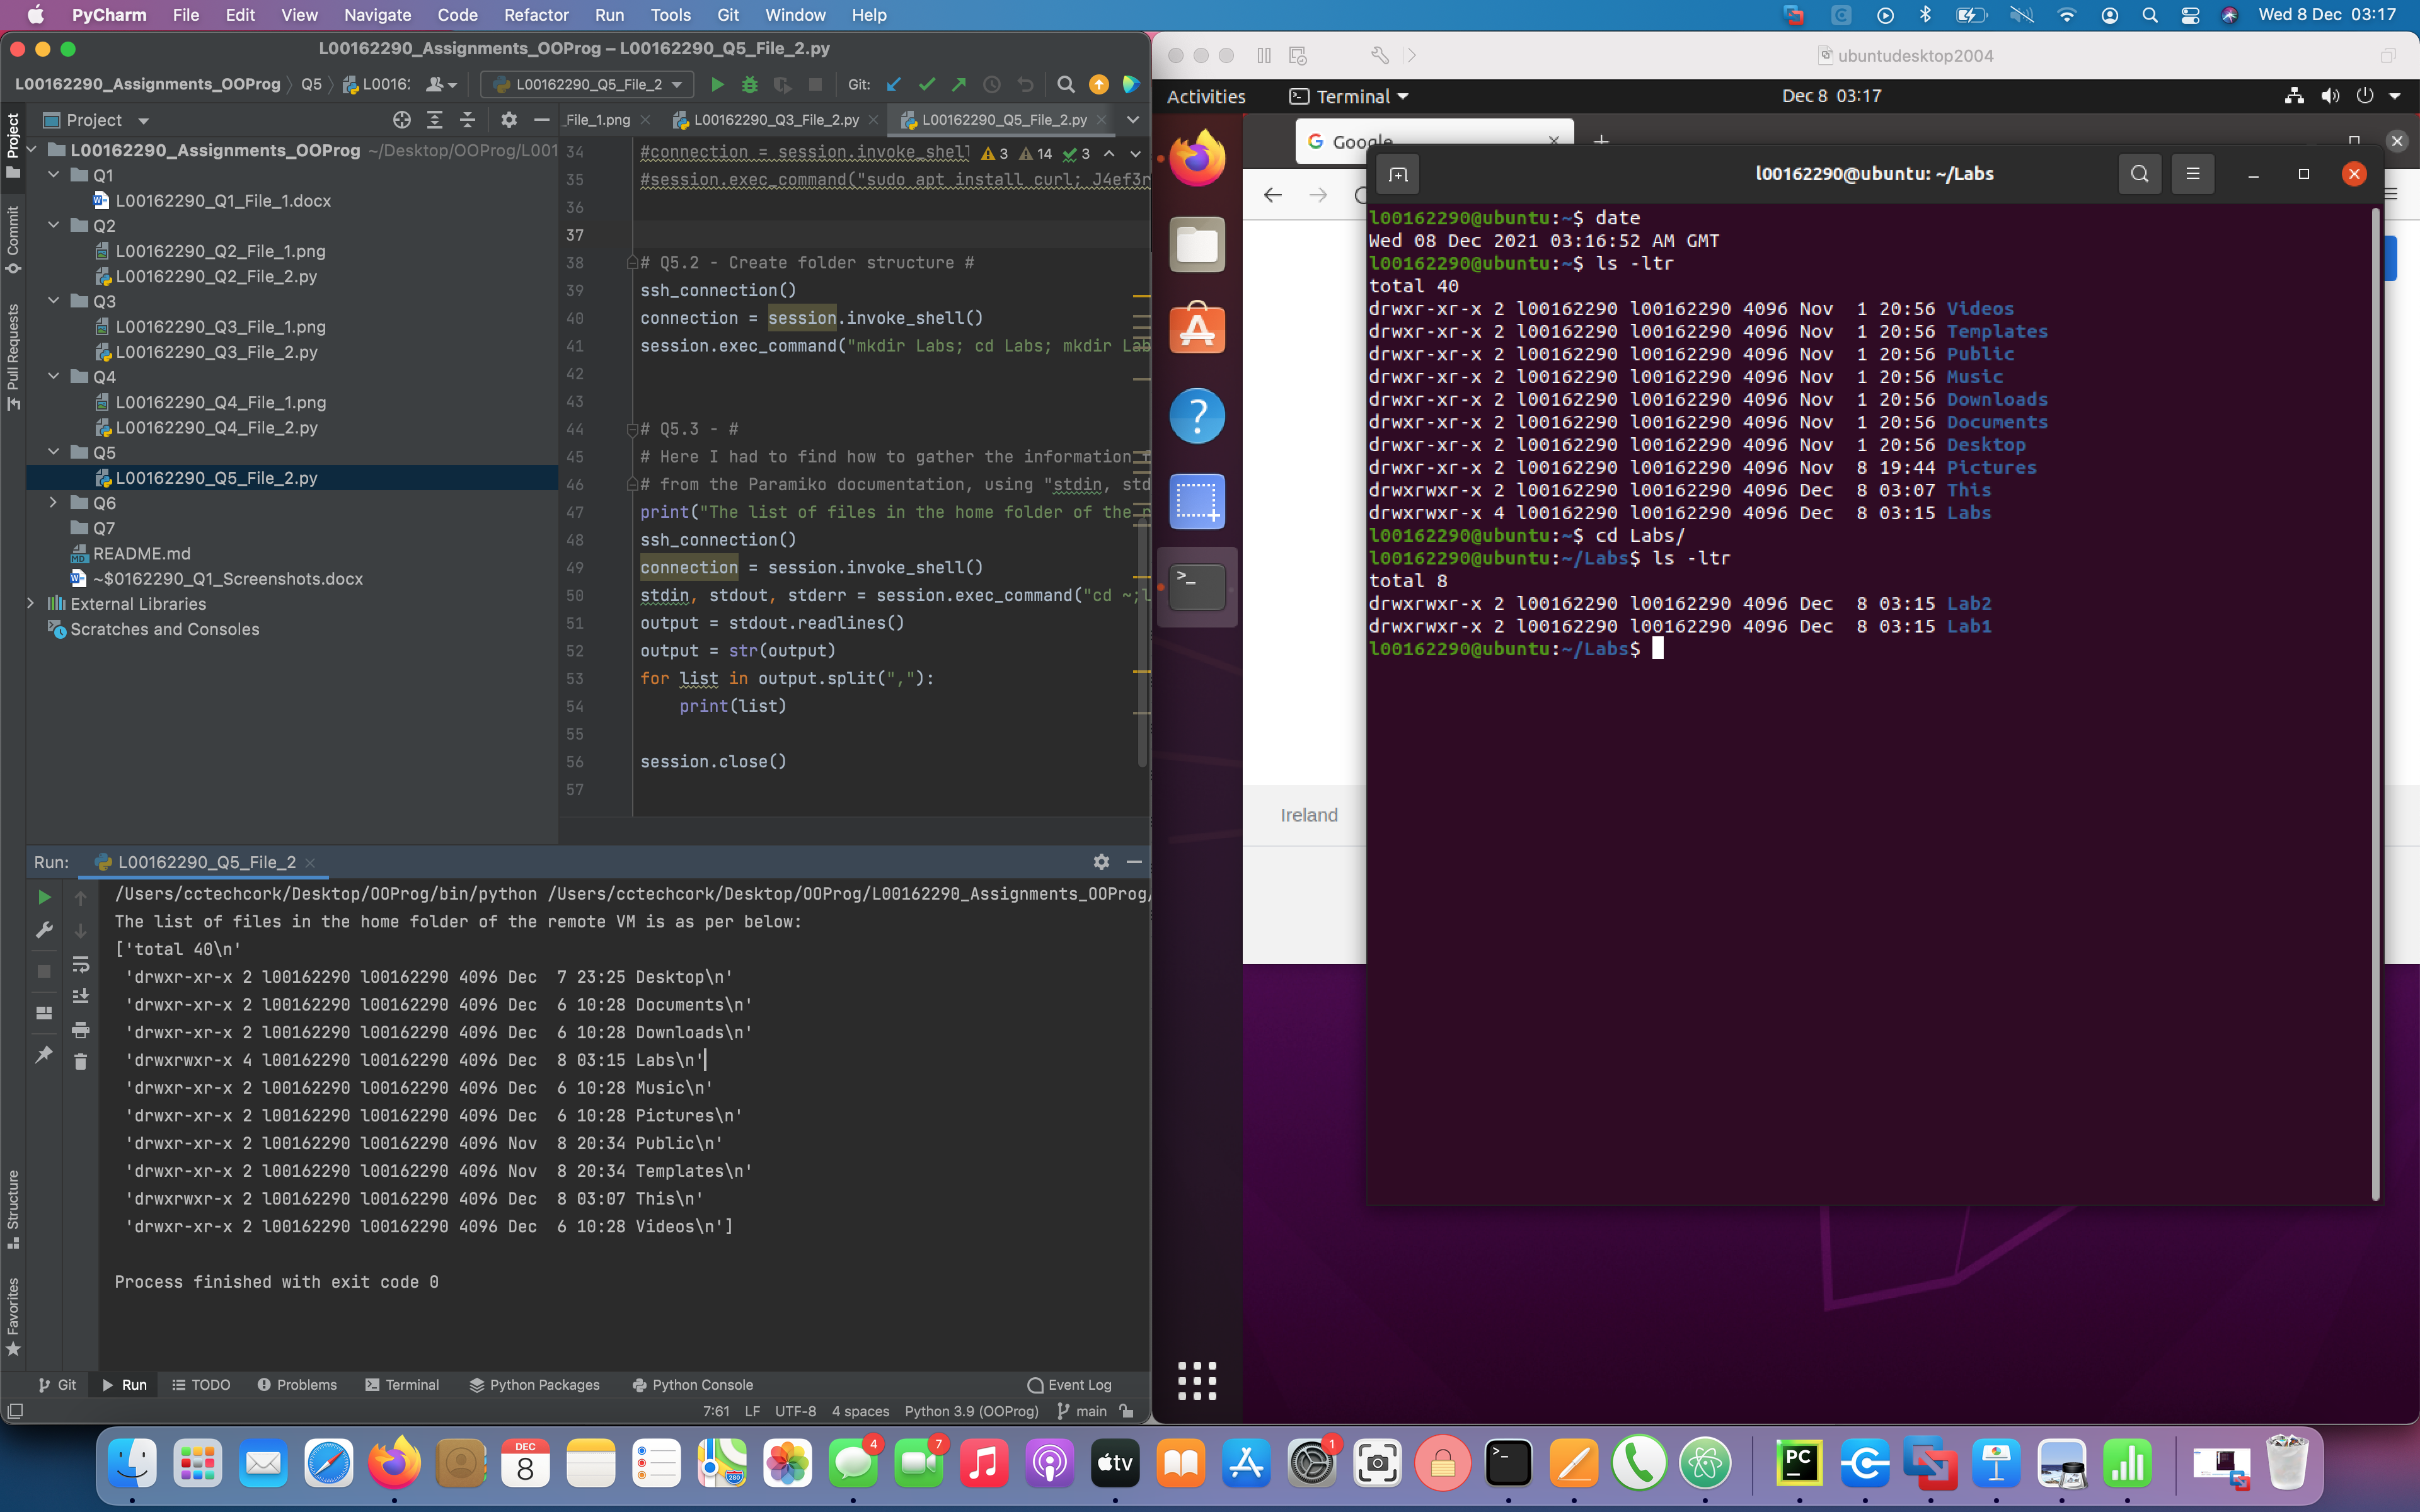 PyCharm File Edit View Navigate Code Refactor Run Tools Git Window Help
Wed 8 Dec 03:17
L00162290_Assignments_OOProg – L00162290_Q5_File_2.py
L00162290_Assignments_OOProg Q5 L0016
L00162290_Q5_File_2
Git:
Project
_File_1.png
L00162290_Q3_File_2.py
L00162290_Q5_File_2.py
Project
Commit
Pull Requests
Structure
Favorites
L00162290_Assignments_OOProg ~/Desktop/OOProg/L001
Q1
L00162290_Q1_File_1.docx
Q2
L00162290_Q2_File_1.png
L00162290_Q2_File_2.py
Q3
L00162290_Q3_File_1.png
L00162290_Q3_File_2.py
Q4
L00162290_Q4_File_1.png
L00162290_Q4_File_2.py
Q5
L00162290_Q5_File_2.py
Q6
Q7
README.md
~$0162290_Q1_Screenshots.docx
External Libraries
Scratches and Consoles
3 14 3
34 #connection = session.invoke_shell
35 #session.exec_command("sudo apt install curl; J4ef3r
36
37
38 # Q5.2 - Create folder structure #
39 ssh_connection()
40 connection = session.invoke_shell()
41 session.exec_command("mkdir Labs; cd Labs; mkdir Lab
42
43
44 # Q5.3 - #
45 # Here I had to find how to gather the information f
46 # from the Paramiko documentation, using "stdin, std
47 print("The list of files in the home folder of the r
48 ssh_connection()
49 connection = session.invoke_shell()
50 stdin, stdout, stderr = session.exec_command("cd ~;l
51 output = stdout.readlines()
52 output = str(output)
53 for list in output.split(","):
54 print(list)
55
56 session.close()
57
Run: L00162290_Q5_File_2
/Users/cctechcork/Desktop/OOProg/bin/python /Users/cctechcork/Desktop/OOProg/L00162290_Assignments_OOProg/
The list of files in the home folder of the remote VM is as per below:
['total 40\n'
'drwxr-xr-x 2 l00162290 l00162290 4096 Dec  7 23:25 Desktop\n'
'drwxr-xr-x 2 l00162290 l00162290 4096 Dec  6 10:28 Documents\n'
'drwxr-xr-x 2 l00162290 l00162290 4096 Dec  6 10:28 Downloads\n'
'drwxrwxr-x 4 l00162290 l00162290 4096 Dec  8 03:15 Labs\n'
'drwxr-xr-x 2 l00162290 l00162290 4096 Dec  6 10:28 Music\n'
'drwxr-xr-x 2 l00162290 l00162290 4096 Dec  6 10:28 Pictures\n'
'drwxr-xr-x 2 l00162290 l00162290 4096 Nov  8 20:34 Public\n'
'drwxr-xr-x 2 l00162290 l00162290 4096 Nov  8 20:34 Templates\n'
'drwxrwxr-x 2 l00162290 l00162290 4096 Dec  8 03:07 This\n'
'drwxr-xr-x 2 l00162290 l00162290 4096 Dec  6 10:28 Videos\n']
Process finished with exit code 0
Git Run TODO Problems Terminal Python Packages Python Console Event Log
7:61 LF UTF-8 4 spaces Python 3.9 (OOProg) main
ubuntudesktop2004
Activities Terminal Dec 8 03:17
Google
Ireland
l00162290@ubuntu: ~/Labs
l00162290@ubuntu:~$ date
Wed 08 Dec 2021 03:16:52 AM GMT
l00162290@ubuntu:~$ ls -ltr
total 40
drwxr-xr-x 2 l00162290 l00162290 4096 Nov  1 20:56 Videos
drwxr-xr-x 2 l00162290 l00162290 4096 Nov  1 20:56 Templates
drwxr-xr-x 2 l00162290 l00162290 4096 Nov  1 20:56 Public
drwxr-xr-x 2 l00162290 l00162290 4096 Nov  1 20:56 Music
drwxr-xr-x 2 l00162290 l00162290 4096 Nov  1 20:56 Downloads
drwxr-xr-x 2 l00162290 l00162290 4096 Nov  1 20:56 Documents
drwxr-xr-x 2 l00162290 l00162290 4096 Nov  1 20:56 Desktop
drwxr-xr-x 2 l00162290 l00162290 4096 Nov  8 19:44 Pictures
drwxrwxr-x 2 l00162290 l00162290 4096 Dec  8 03:07 This
drwxrwxr-x 4 l00162290 l00162290 4096 Dec  8 03:15 Labs
l00162290@ubuntu:~$ cd Labs/
l00162290@ubuntu:~/Labs$ ls -ltr
total 8
drwxrwxr-x 2 l00162290 l00162290 4096 Dec  8 03:15 Lab2
drwxrwxr-x 2 l00162290 l00162290 4096 Dec  8 03:15 Lab1
l00162290@ubuntu:~/Labs$
DEC
8
280
4
7
tv
1
PC